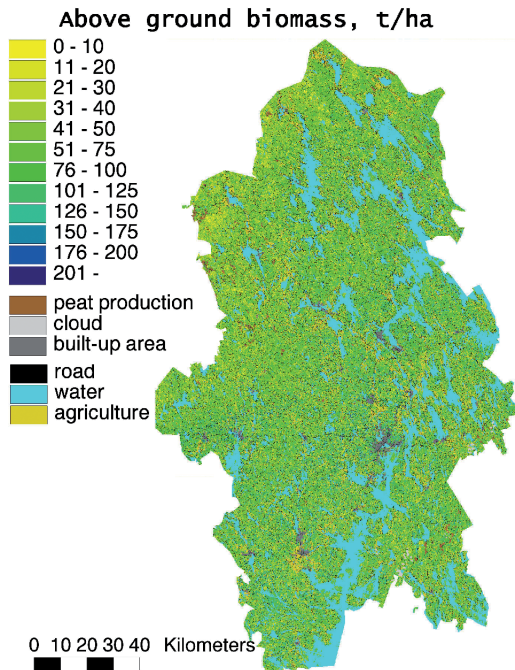 Above ground biomass, t/ha
0 - 10
11 - 20
21 - 30
31 - 40
41 - 50
51 - 75
76 - 100
101 - 125
126 - 150
150 - 175
176 - 200
201 -
peat production
cloud
built-up area
road
water
agriculture
0 10 20 30 40 Kilometers